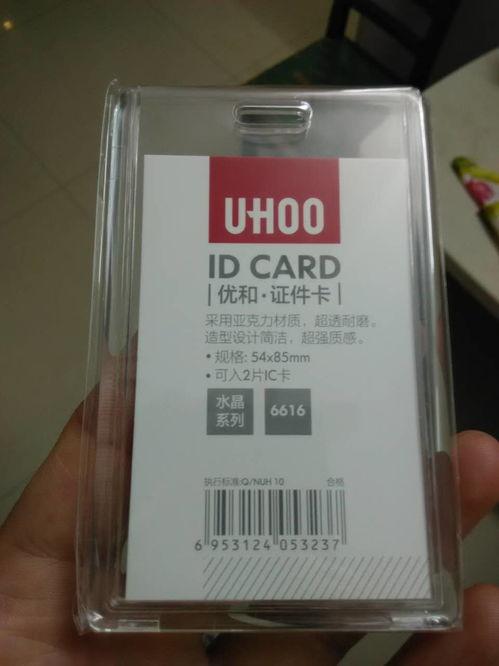 UHOO
ID CARD
优和·证件卡
采用亚克力材质，超透耐磨。
造型设计简洁，超强质感。
•规格: 54x85mm
•可入2片IC卡
水晶
系列
6616
执行标准:Q/NUH 10 合格
6 953124 053237